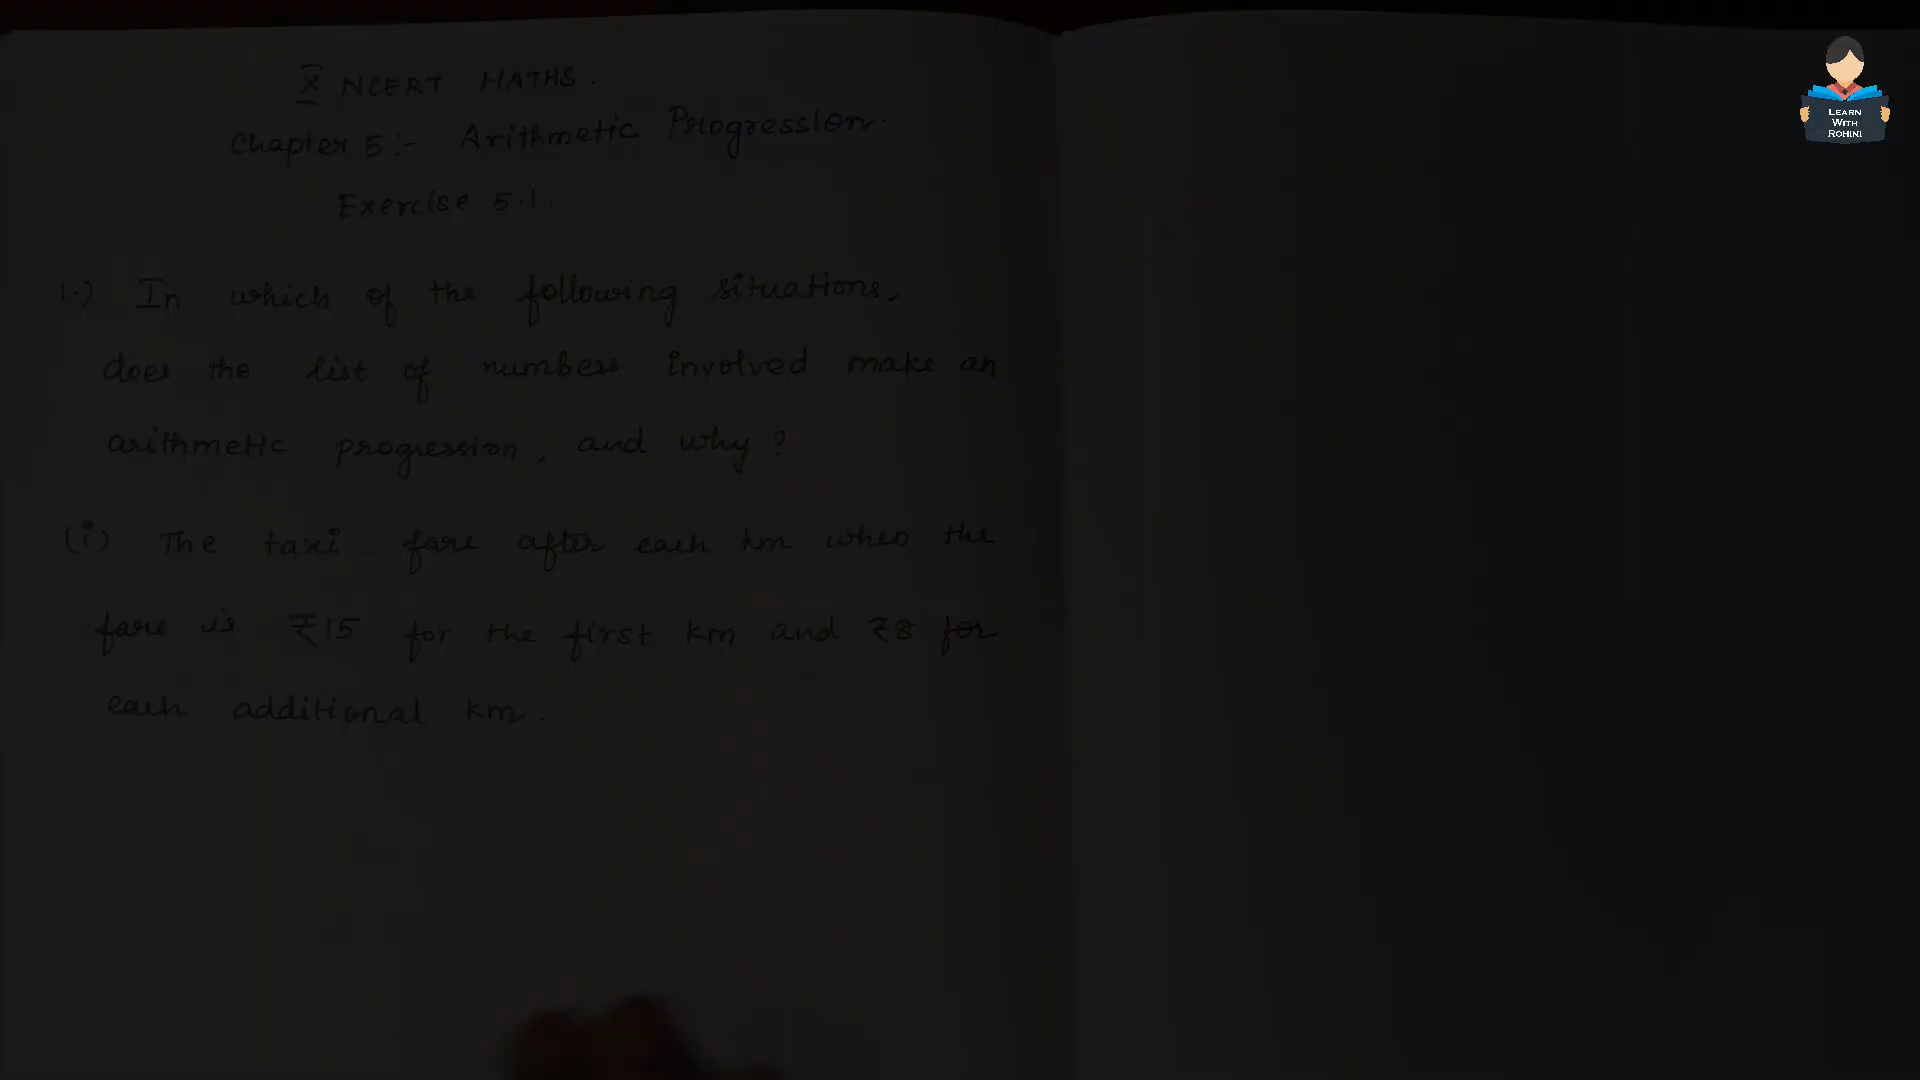 X NCERT MATHS.
Chapter 5:- Arithmetic Progression.
Exercise 5.1.
1.) In which of the following situations,
does the list of numbers involved make an
arithmetic progression, and why?
(i) The taxi fare after each km when the
fare is ₹15 for the first km and ₹8 for
each additional km.
LEARN
WITH
ROHINI